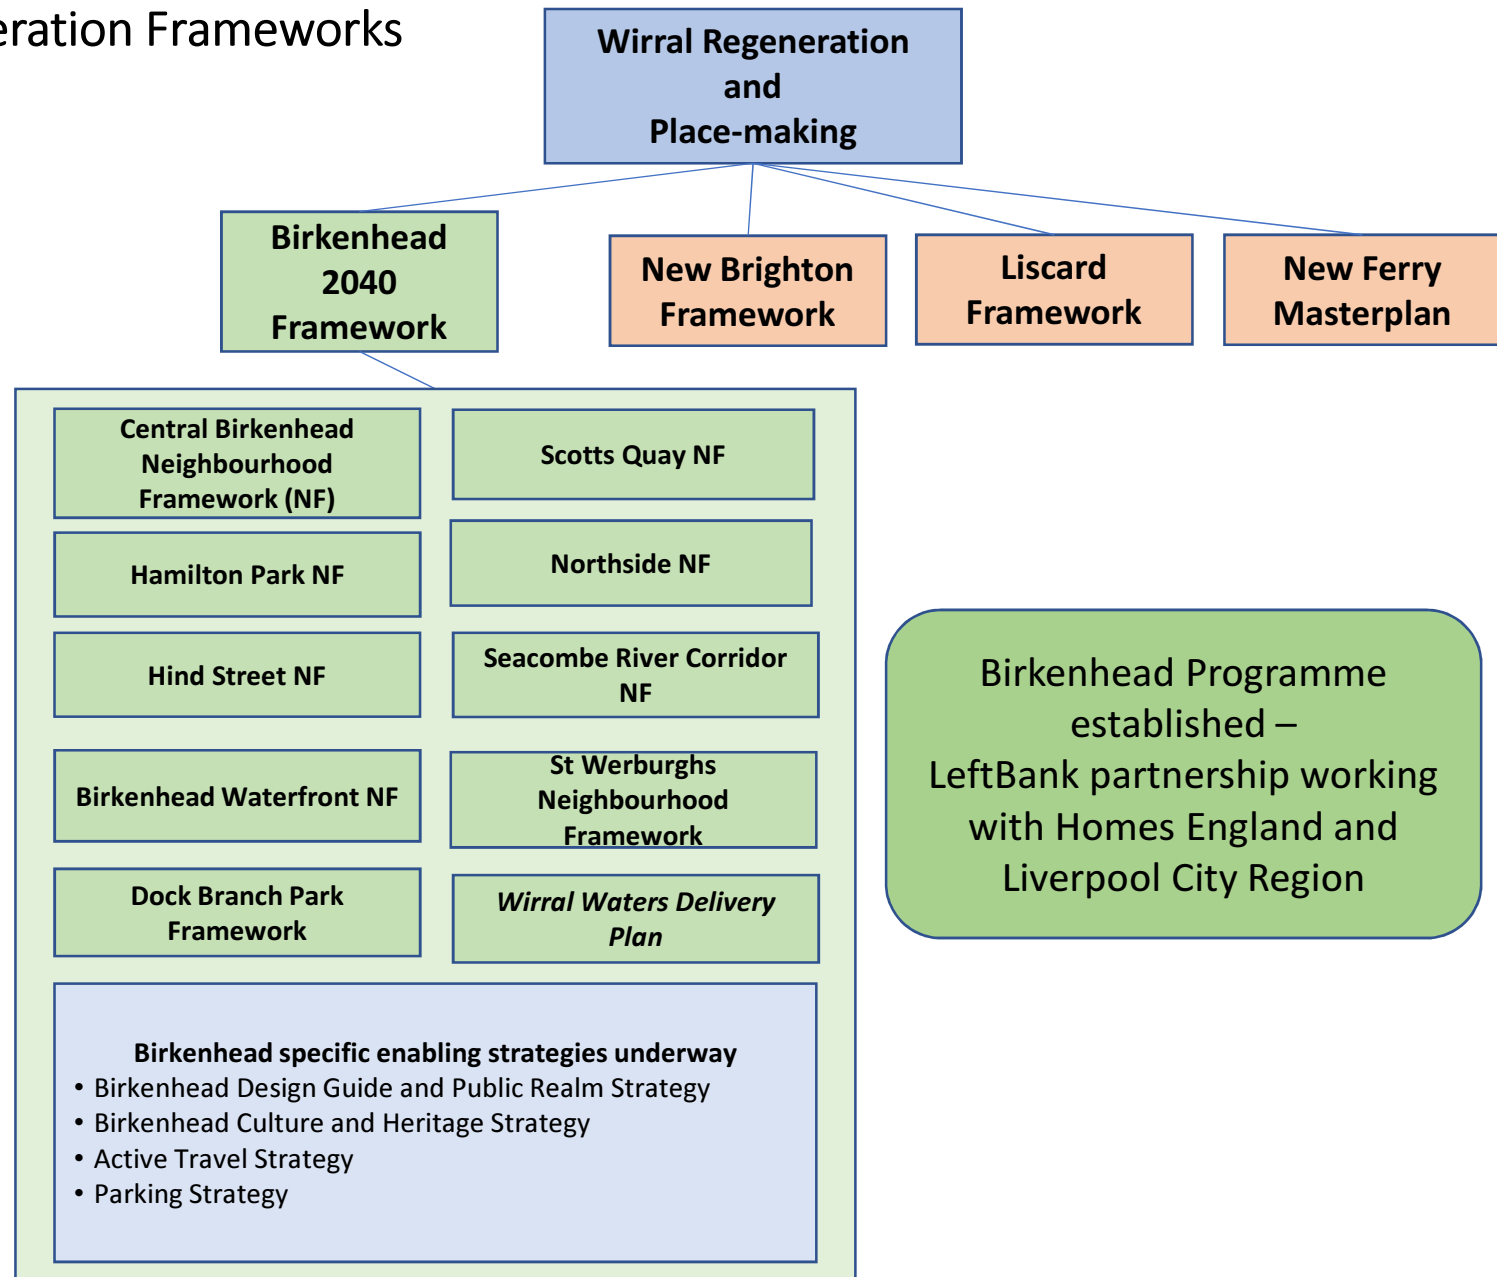 eration Frameworks
Wirral Regeneration
and
Place-making
Birkenhead
2040
Framework
New Brighton
Framework
Liscard
Framework
New Ferry
Masterplan
Central Birkenhead
Neighbourhood
Framework (NF)
Scotts Quay NF
Hamilton Park NF
Northside NF
Hind Street NF
Seacombe River Corridor
NF
Birkenhead Waterfront NF
St Werburghs
Neighbourhood
Framework
Dock Branch Park
Framework
Wirral Waters Delivery
Plan
Birkenhead specific enabling strategies underway
• Birkenhead Design Guide and Public Realm Strategy
• Birkenhead Culture and Heritage Strategy
• Active Travel Strategy
• Parking Strategy
Birkenhead Programme
established –
LeftBank partnership working
with Homes England and
Liverpool City Region